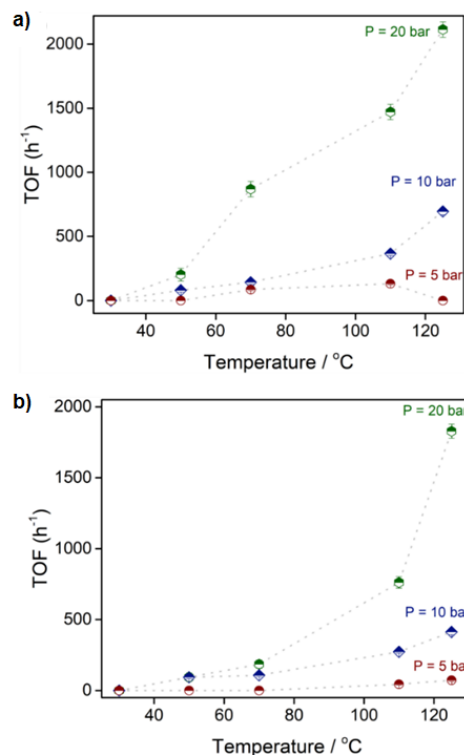 a)
P = 20 bar
2000
1500
P = 10 bar
TOF (h⁻¹)
1000
500
P = 5 bar
0
40 60 80 100 120
Temperature / °C
b)
2000
P = 20 bar
1500
TOF (h⁻¹)
1000
P = 10 bar
500
P = 5 bar
0
40 60 80 100 120
Temperature / °C